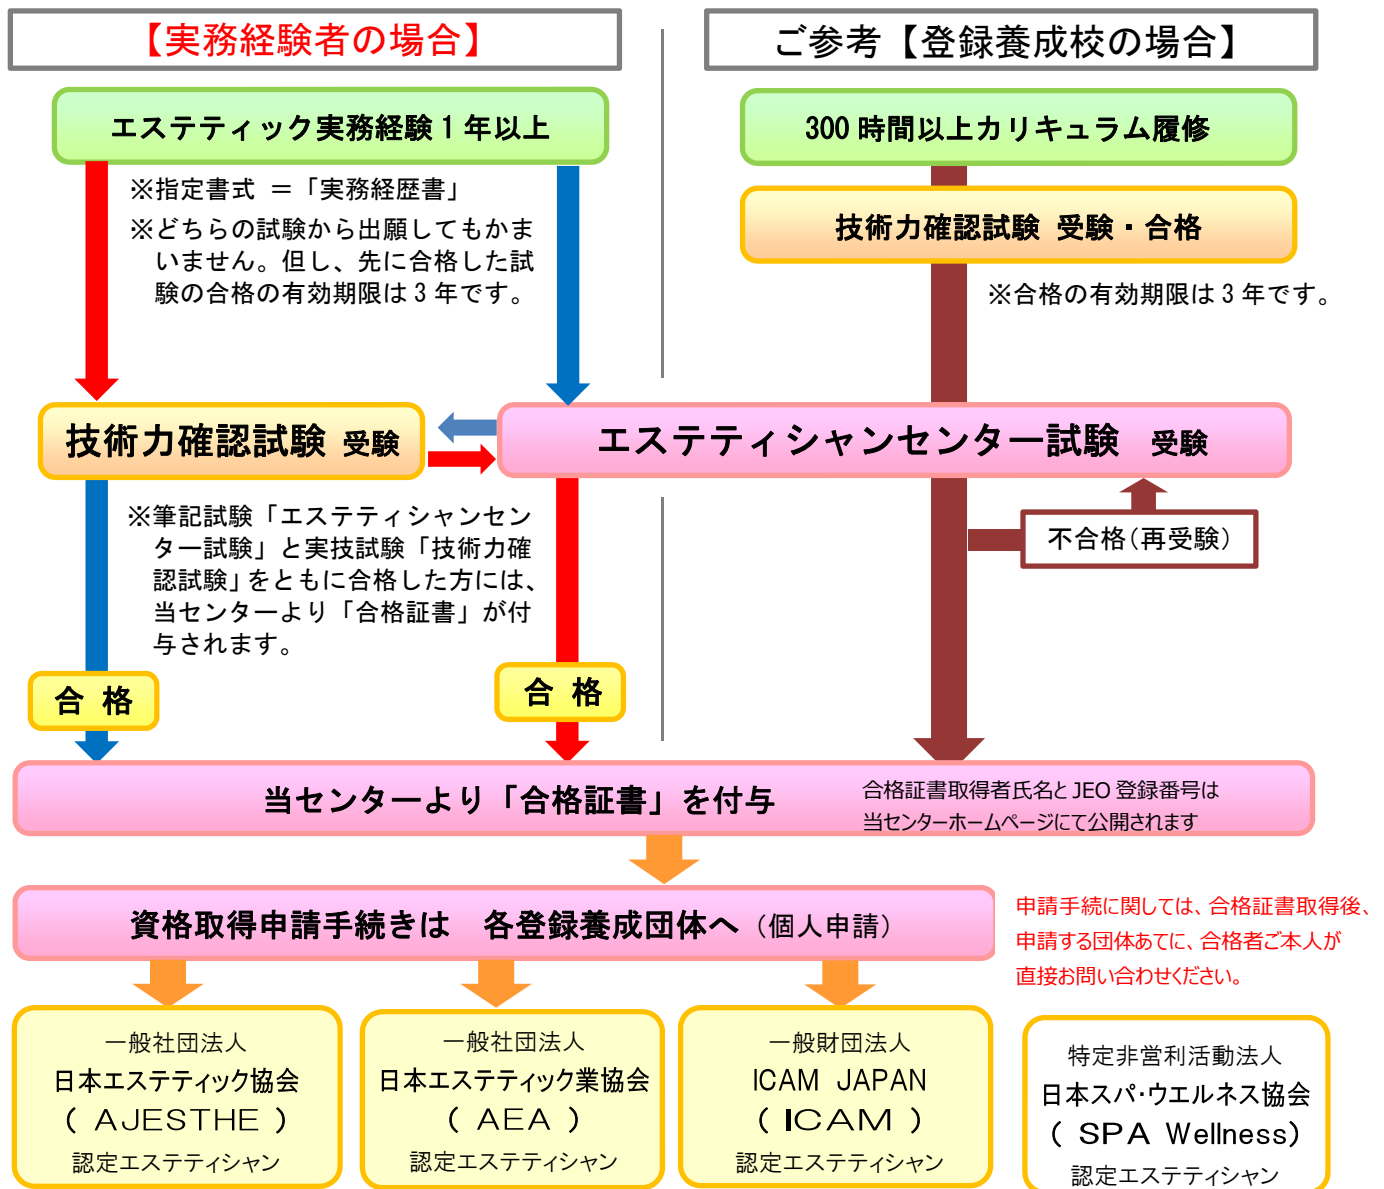 【実務経験者の場合】
ご参考【登録養成校の場合】
エステティック実務経験１年以上
300 時間以上カリキュラム履修
※指定書式 ＝「実務経歴書」
※どちらの試験から出願してもかま
いません。但し、先に合格した試
験の合格の有効期限は３年です。
技術力確認試験 受験・合格
※合格の有効期限は３年です。
技術力確認試験 受験
エステティシャンセンター試験 受験
※筆記試験「エステティシャンセン
ター試験」と実技試験「技術力確
認試験」をともに合格した方には、
当センターより「合格証書」が付
与されます。
不合格（再受験）
合 格
合 格
当センターより「合格証書」を付与
合格証書取得者氏名と JEO 登録番号は
当センターホームページにて公開されます
資格取得申請手続きは 各登録養成団体へ（個人申請）
申請手続に関しては、合格証書取得後、
申請する団体あてに、合格者ご本人が
直接お問い合わせください。
一般社団法人
日本エステティック協会
（ AJESTHE ）
認定エステティシャン
一般社団法人
日本エステティック業協会
（ AEA ）
認定エステティシャン
一般財団法人
ICAM JAPAN
（ ICAM ）
認定エステティシャン
特定非営利活動法人
日本スパ・ウエルネス協会
（ SPA Wellness）
認定エステティシャン